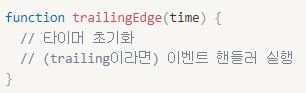 function trailingEdge(time) {
  // 타이머 초기화
  // (trailing이라면) 이벤트 핸들러 실행
}